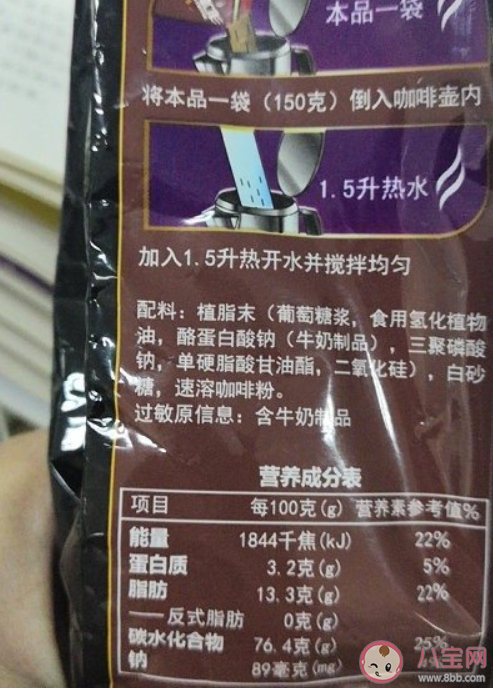 本品一袋
将本品一袋（150克）倒入咖啡壶内
1.5升热水
加入1.5升热开水并搅拌均匀
配料：植脂末（葡萄糖浆，食用氢化植物
油，酪蛋白酸钠（牛奶制品），三聚磷酸
钠，单硬脂酸甘油酯，二氧化硅），白砂
糖，速溶咖啡粉。
过敏原信息：含牛奶制品
营养成分表
项目 每100克(g) 营养素参考值%
能量 1844千焦(kJ) 22%
蛋白质 3.2克(g) 5%
脂肪 13.3克(g) 22%
——反式脂肪 0克(g)
碳水化合物 76.4克(g) 25%
钠 89毫克(mg)
八宝网
www.8bb.com